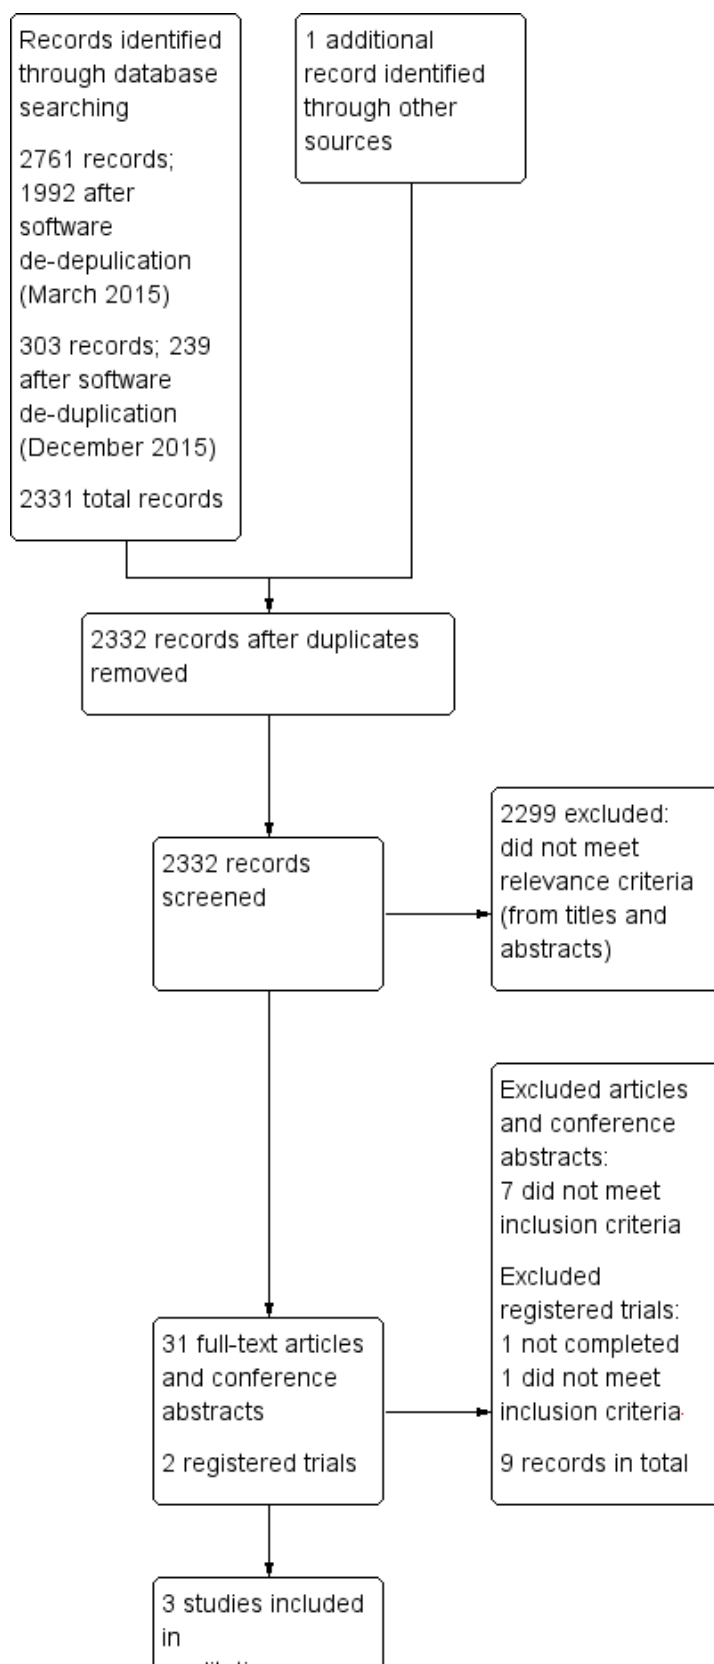 Records identified
through database
searching
2761 records;
1992 after
software
de-depulication
(March 2015)
303 records; 239
after software
de-duplication
(December 2015)
2331 total records
1 additional
record identified
through other
sources
2332 records after duplicates
removed
2332 records
screened
2299 excluded:
did not meet
relevance criteria
(from titles and
abstracts)
31 full-text articles
and conference
abstracts
2 registered trials
Excluded articles
and conference
abstracts:
7 did not meet
inclusion criteria
Excluded
registered trials:
1 not completed
1 did not meet
inclusion criteria
9 records in total
3 studies included
in